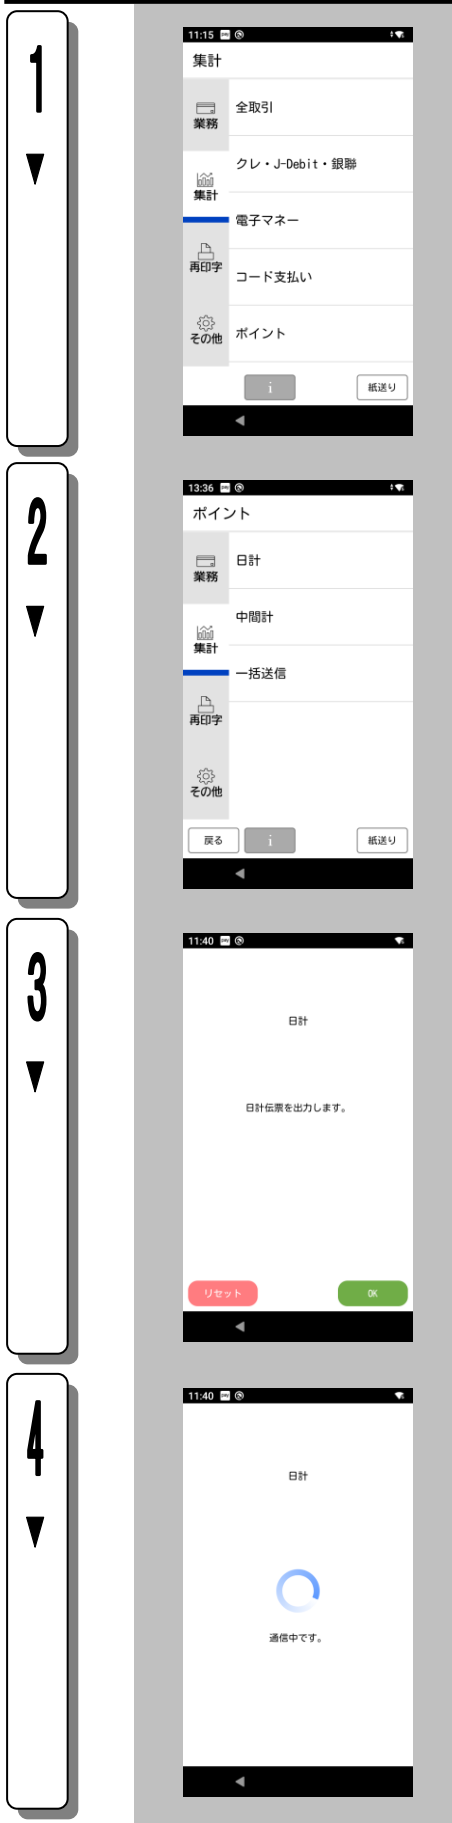 1
▼
11:15
集計
業務
全取引
集計
クレ・J-Debit・銀聯
電子マネー
再印字
コード支払い
その他
ポイント
i
紙送り
2
▼
13:36
ポイント
業務
日計
集計
中間計
一括送信
再印字
その他
戻る
i
紙送り
3
▼
11:40
日計
日計伝票を出力します。
リセット
OK
4
▼
11:40
日計
通信中です。